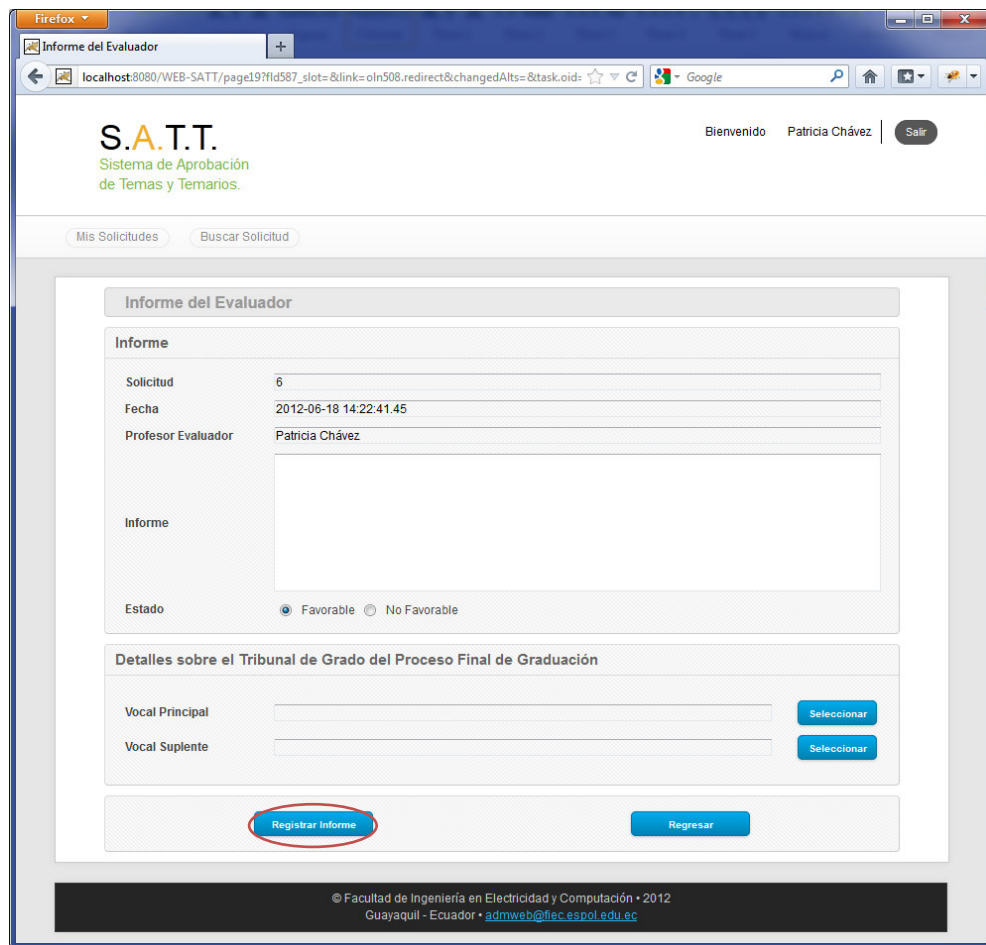 Firefox
Informe del Evaluador
localhost:8080/WEB-SATT/page19?fld587_slot=&link=oln508.redirect&changedAlts=&task.oid= Google
S.A.T.T.
Sistema de Aprobación
de Temas y Temarios.
Bienvenido Patricia Chávez Salir
Mis Solicitudes Buscar Solicitud
Informe del Evaluador
Informe
Solicitud 6
Fecha 2012-06-18 14:22:41.45
Profesor Evaluador Patricia Chávez
Informe
Estado Favorable No Favorable
Detalles sobre el Tribunal de Grado del Proceso Final de Graduación
Vocal Principal Seleccionar
Vocal Suplente Seleccionar
Registrar Informe Regresar
© Facultad de Ingeniería en Electricidad y Computación • 2012
Guayaquil - Ecuador • admweb@fiec.espol.edu.ec